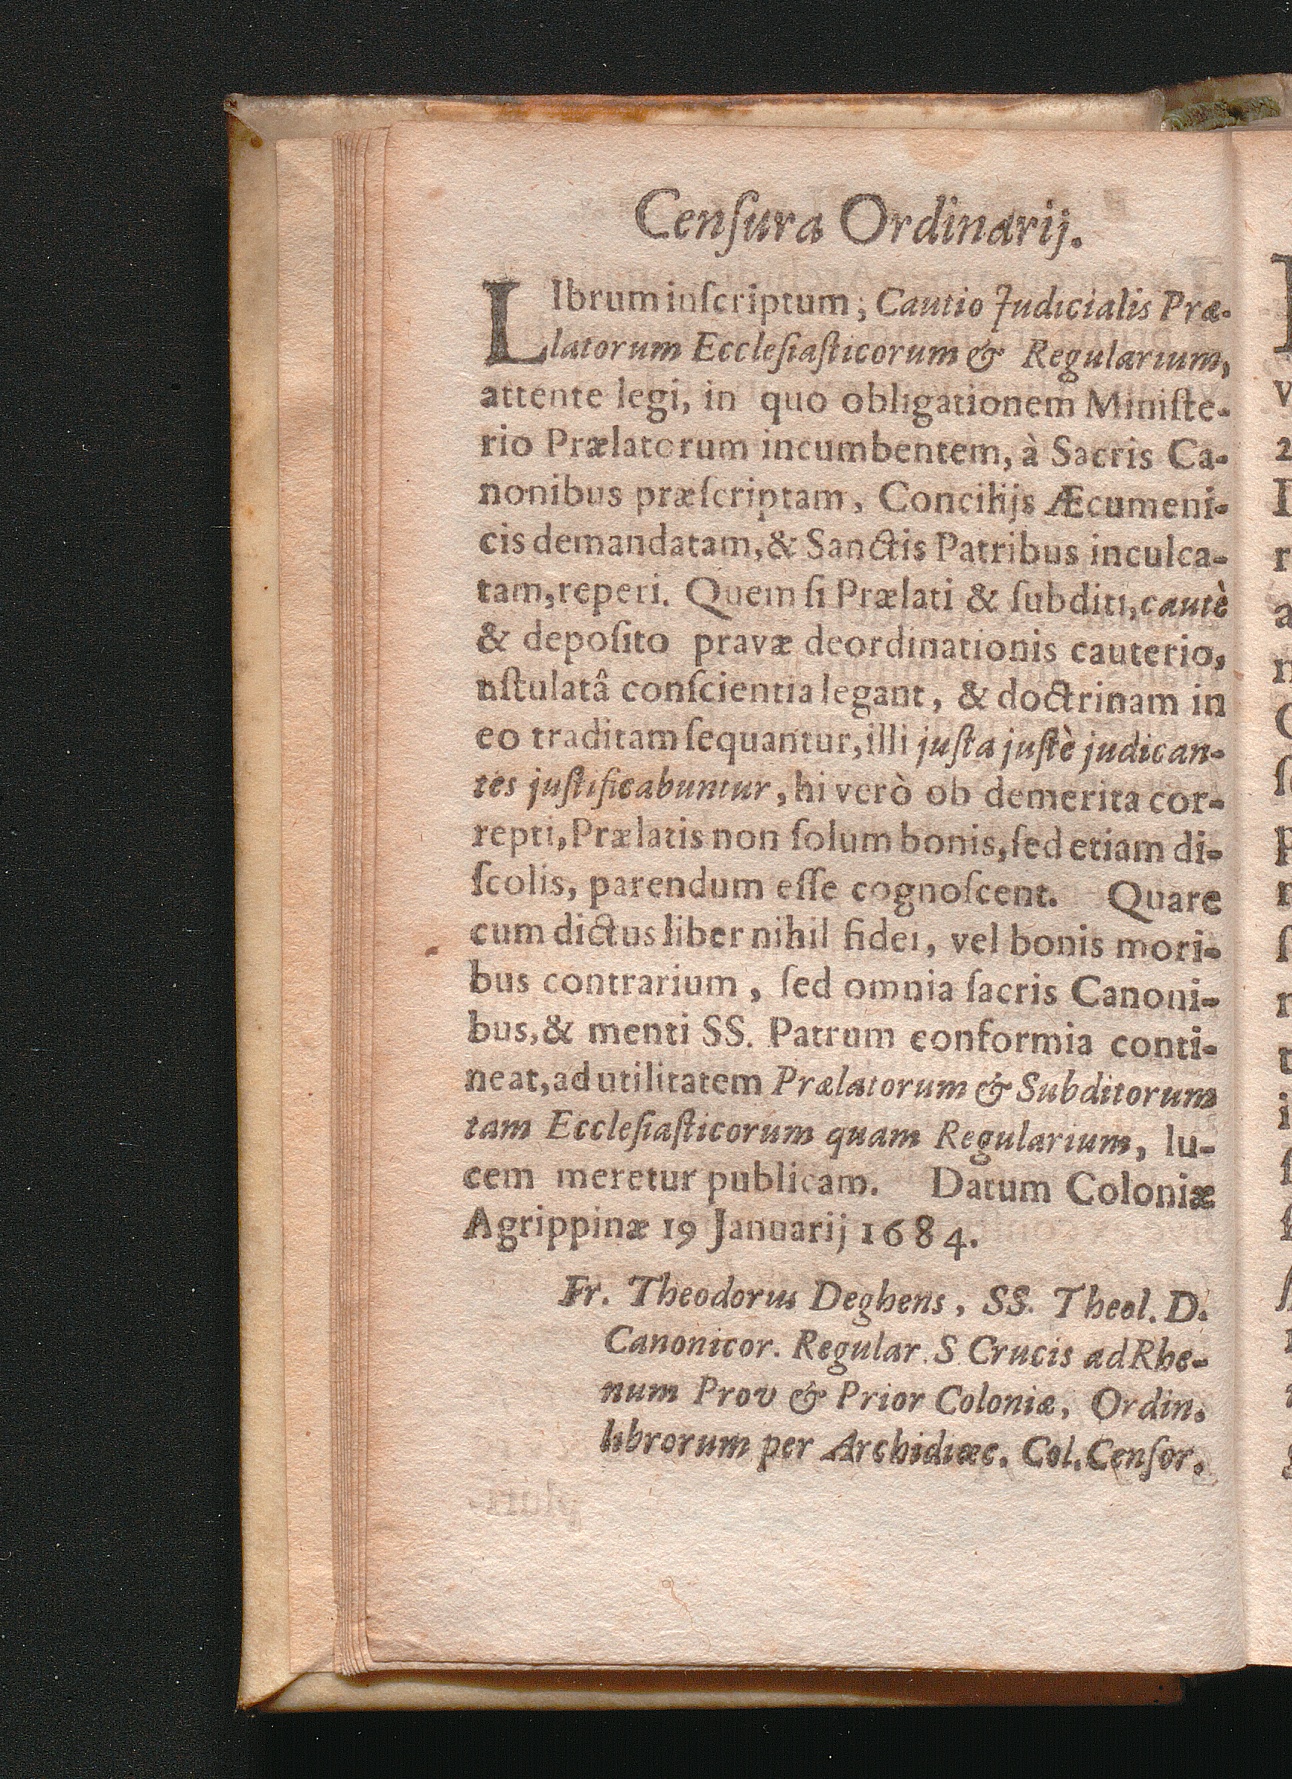 Cenſura Ordinarij.
LIbrum inſcriptum; Cautio Judicialis Præ-
latorum Eccleſiaſticorum & Regularium,
attente legi, in quo obligationem Miniſte-
rio Prælatorum incumbentem, à Sacris Ca-
nonibus præſcriptam, Concilijs Æcumeni-
cis demandatam, & Sanctis Patribus inculca-
tam, reperi. Quem ſi Prælati & ſubditi, cautè
& depoſito pravæ deordinationis cauterio,
uſtulatâ conſcientia legant, & doctrinam in
eo traditam ſequantur, illi juſta juſtè judican-
tes juſtificabuntur, hi verò ob demerita cor-
repti, Prælatis non ſolum bonis, ſed etiam di-
ſcolis, parendum eſſe cognoſcent. Quare
cum dictus liber nihil fidei, vel bonis mori-
bus contrarium, ſed omnia ſacris Canoni-
bus, & menti SS. Patrum conformia conti-
neat, ad utilitatem Prælatorum & Subditorum
tam Eccleſiaſticorum quam Regularium, lu-
cem meretur publicam. Datum Coloniæ
Agrippinæ 19 Januarij 1684.
Fr. Theodorus Deghens, SS. Theol. D.
Canonicor. Regular. S Crucis ad Rhe-
num Prov & Prior Coloniæ, Ordin.
librorum per Archidiœc. Col. Cenſor.